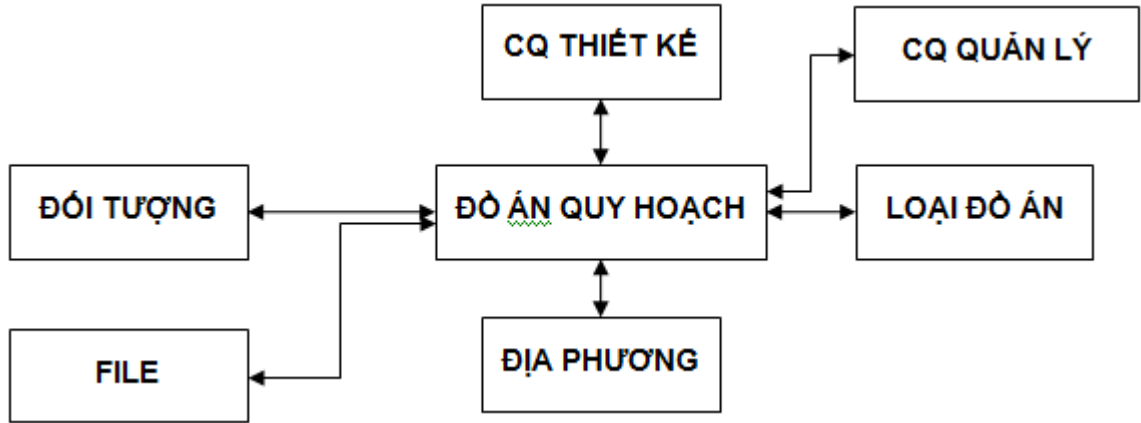 CQ THIẾT KẾ
CQ QUẢN LÝ
ĐỐI TƯỢNG
ĐỒ ÁN QUY HOẠCH
LOẠI ĐỒ ÁN
FILE
ĐỊA PHƯƠNG